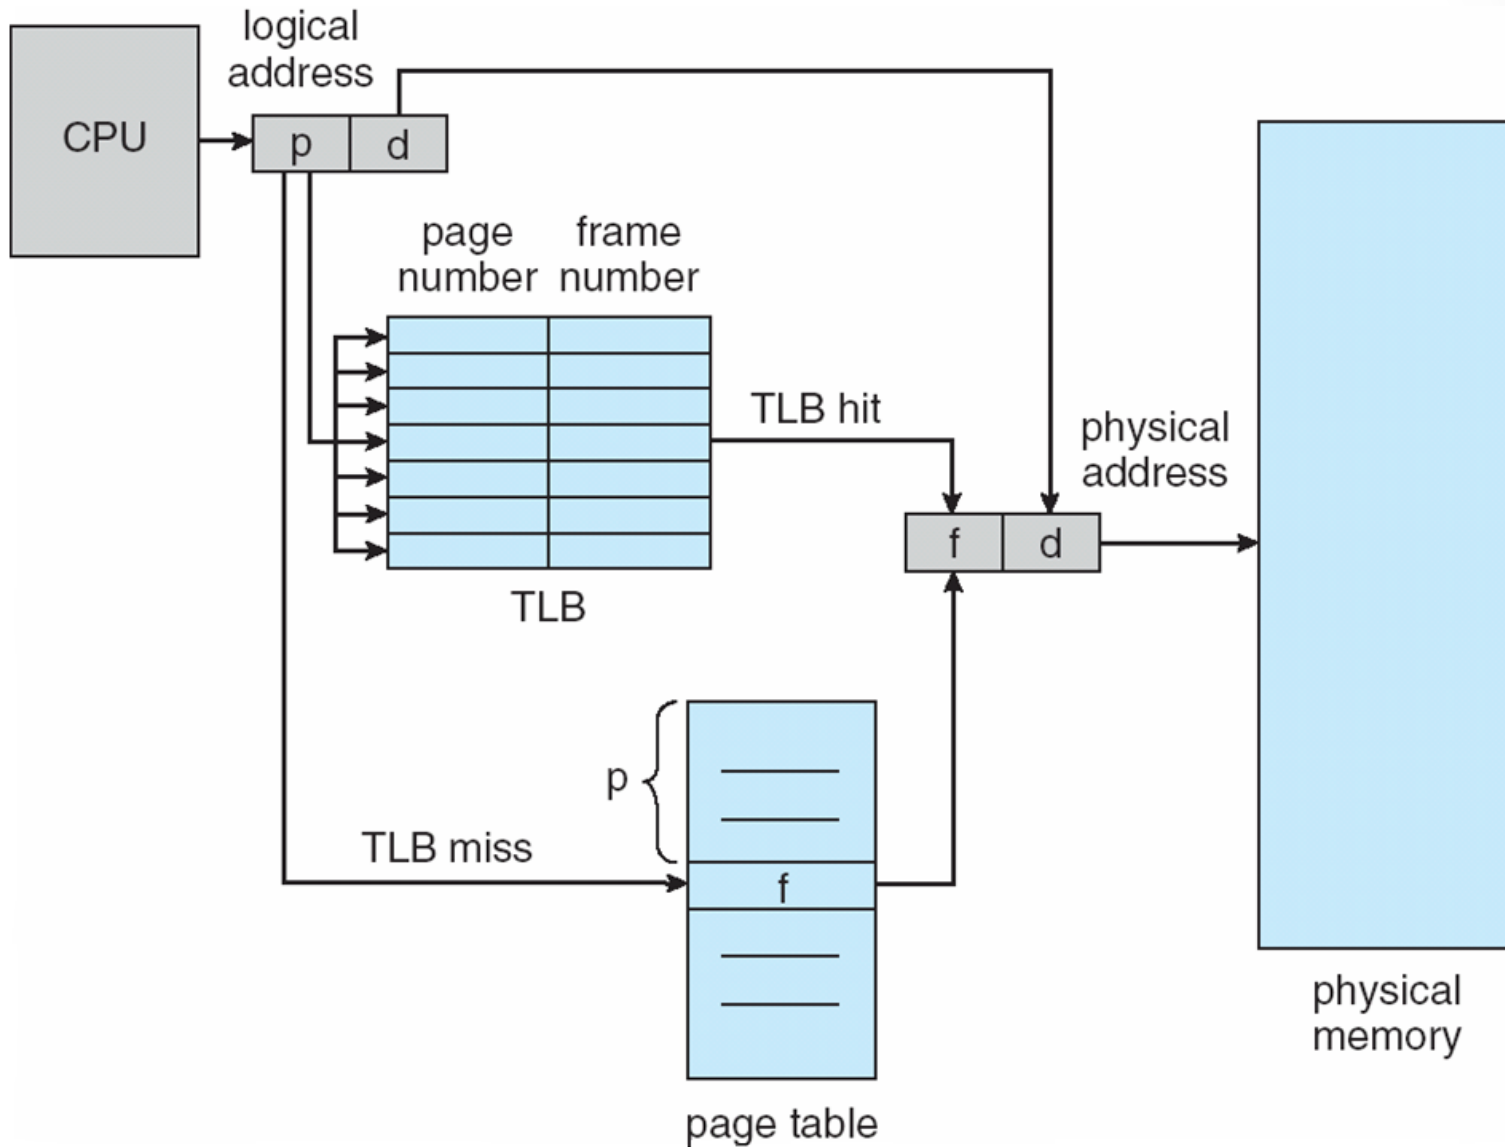 logical
address
CPU
p
d
page
number
frame
number
TLB hit
physical
address
f
d
TLB
p
TLB miss
f
physical
memory
page table